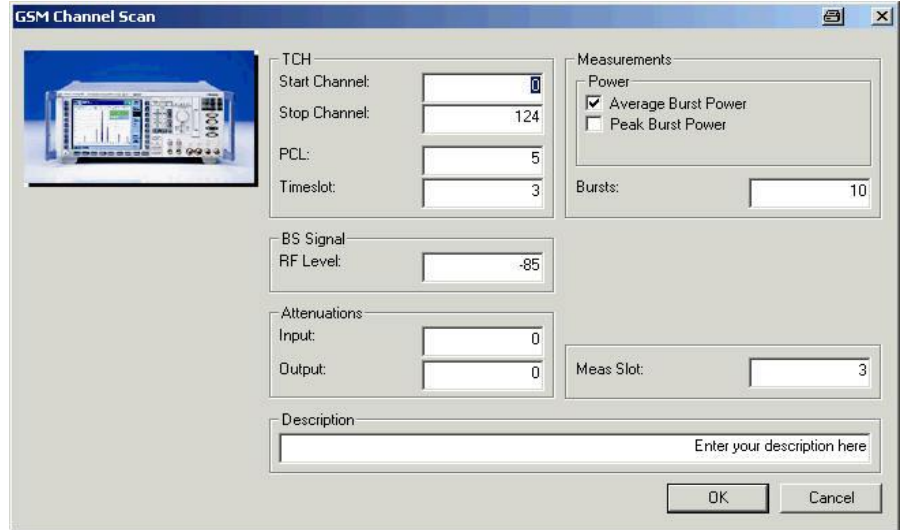 GSM Channel Scan
TCH
Start Channel:
0
Stop Channel:
124
PCL:
5
Timeslot:
3
Measurements
Power
Average Burst Power
Peak Burst Power
Bursts:
10
BS Signal
RF Level:
-85
Attenuations
Input:
0
Output:
0
Meas Slot:
3
Description
Enter your description here
OK
Cancel